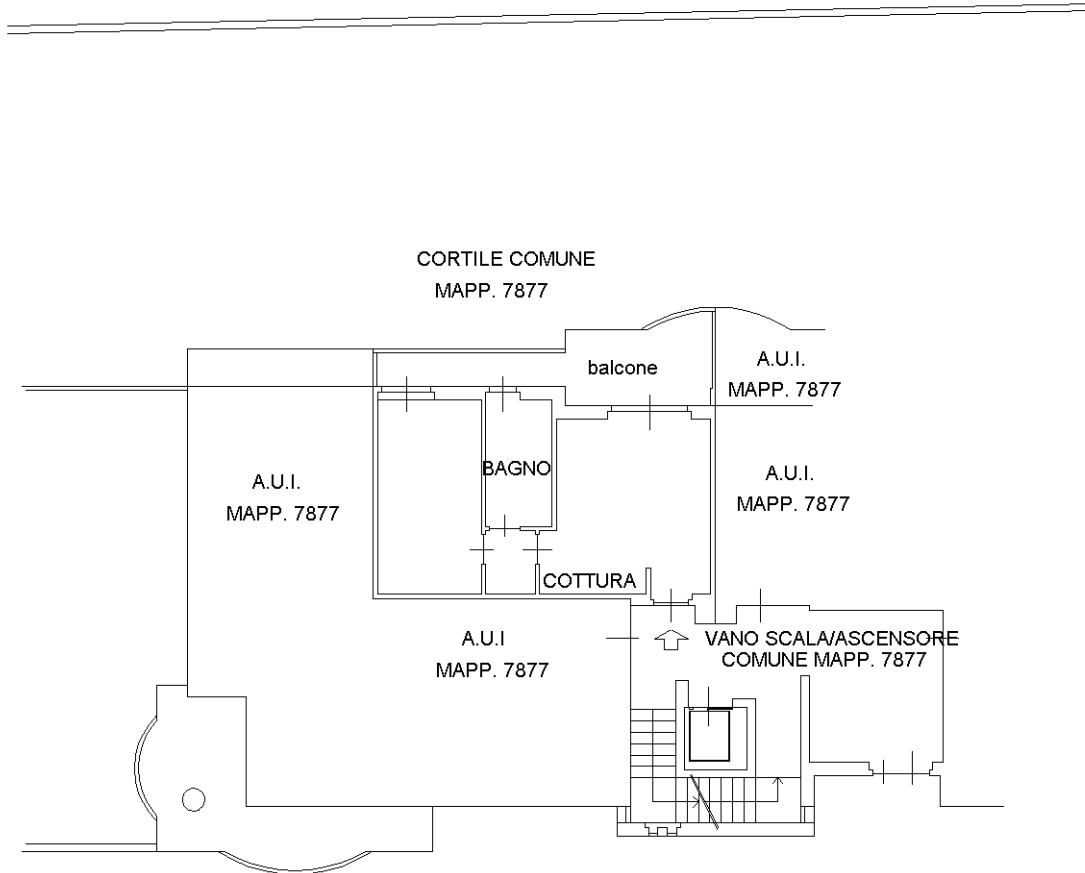 CORTILE COMUNE
MAPP. 7877
balcone
A.U.I.
MAPP. 7877
BAGNO
A.U.I.
MAPP. 7877
A.U.I.
MAPP. 7877
COTTURA
A.U.I
MAPP. 7877
VANO SCALA/ASCENSORE
COMUNE MAPP. 7877